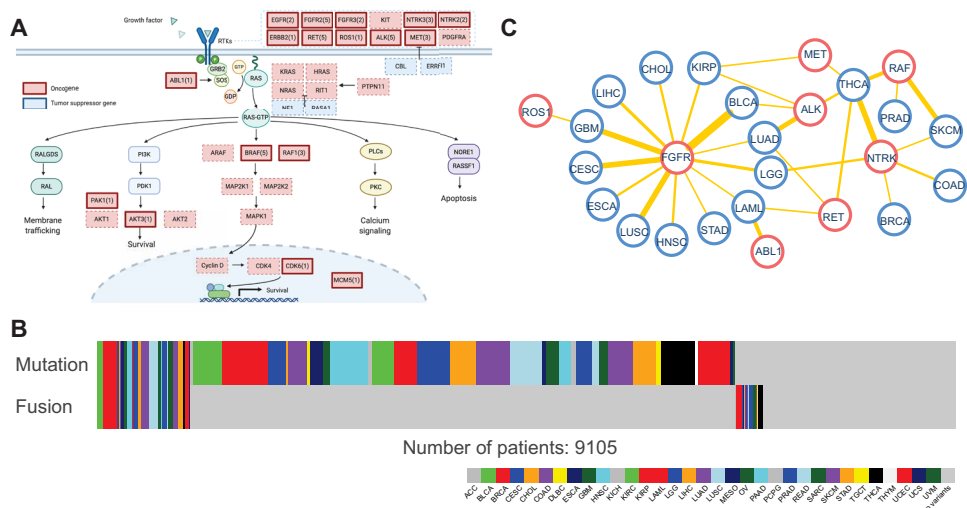 A
Growth factor
RTKs
EGFR(2) FGFR2(5) FGFR3(2) KIT NTRK3(3) NTRK2(2)
ERBB2(1) RET(5) ROS1(1) ALK(5) MET(3) PDGFRA
CBL ERRFI1
P P
GRB2
SOS
ABL1(1)
GTP
GDP
RAS
KRAS HRAS
NRAS RIT1
NF1 RASA1
PTPN11
Oncogene
Tumor suppressor gene
RAS-GTP
RALGDS
RAL
Membrane
trafficking
PI3K
PDK1
PAK1(1)
AKT1 AKT3(1) AKT2
Survival
ARAF BRAF(5) RAF1(3)
MAP2K1 MAP2K2
MAPK1
PLCs
PKC
Calcium
signaling
NORE1
RASSF1
Apoptosis
Cyclin D CDK4 CDK6(1)
MCM5(1)
Survival
C
MET
RAF
CHOL
KIRP
THCA
LIHC
BLCA
ALK
PRAD
ROS1
GBM
SKCM
LUAD
FGFR
NTRK
CESC
LGG
COAD
ESCA
LAML
RET
BRCA
LUSC
HNSC
STAD
ABL1
B
Mutation
Fusion
Number of patients: 9105
ACC BLCA BRCA CESC CHOL COAD DLBC ESCA GBM HNSC KICH KIRC KIRP LAML LGG LIHC LUAD LUSC MESO OV PAAD PCPG PRAD READ SARC SKCM STAD TGCT THCA THYM UCEC UCS UVM variants